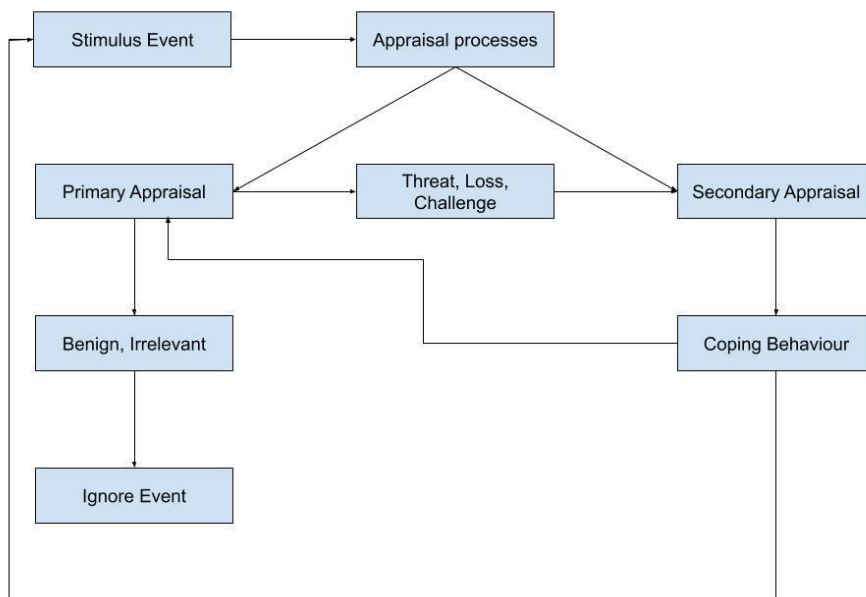 Stimulus Event
Appraisal processes
Primary Appraisal
Threat, Loss,
Challenge
Secondary Appraisal
Benign, Irrelevant
Coping Behaviour
Ignore Event